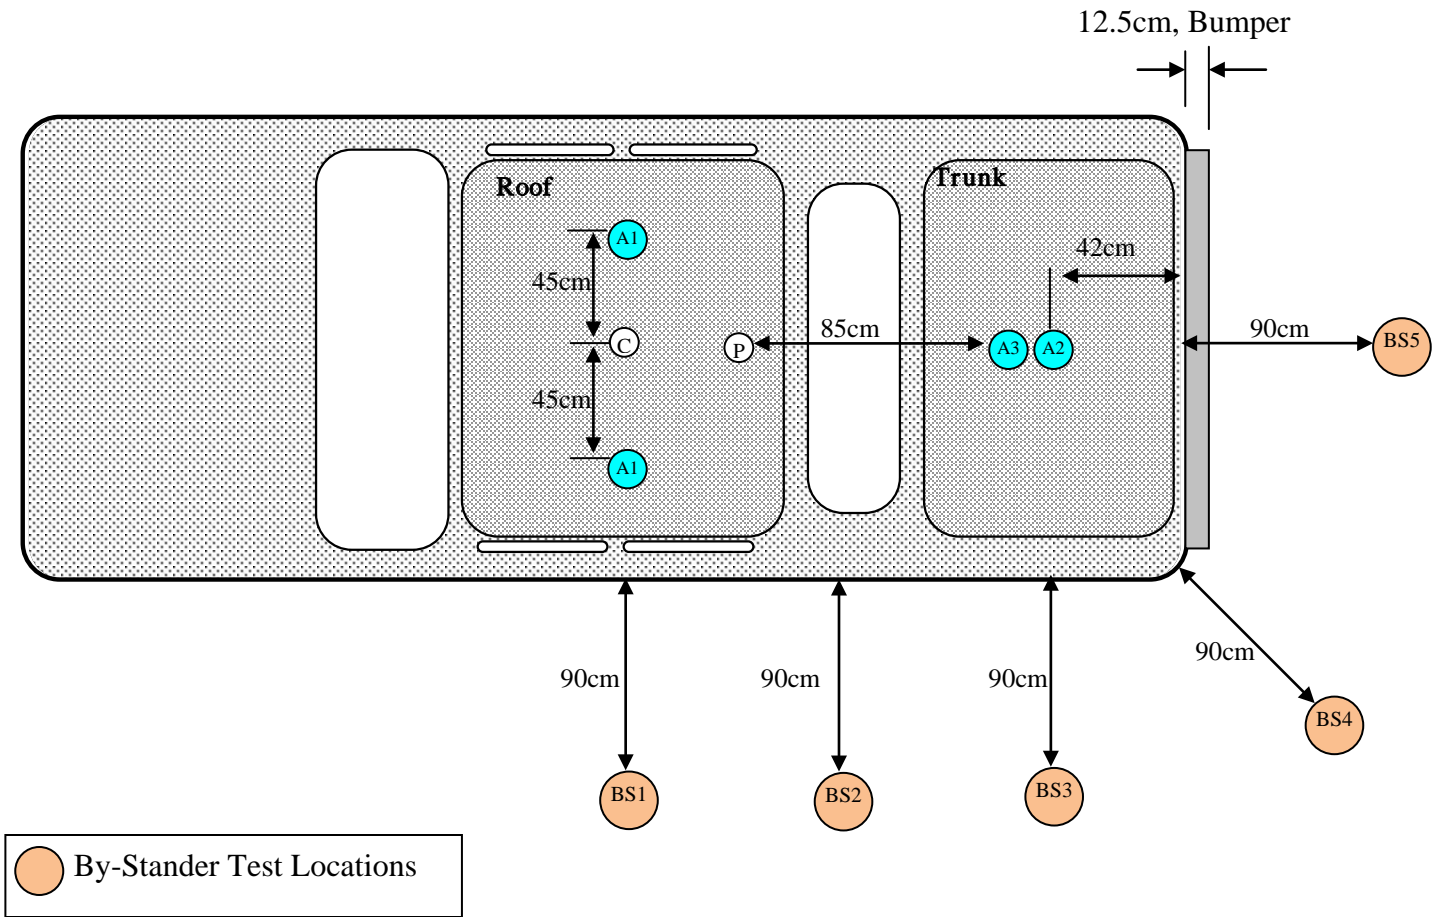 12.5cm, Bumper
Roof
Trunk
A1
42cm
45cm
85cm
90cm
C
P
A3
A2
BS5
45cm
A1
90cm
90cm
90cm
90cm
BS4
BS1
BS2
BS3
By-Stander Test Locations